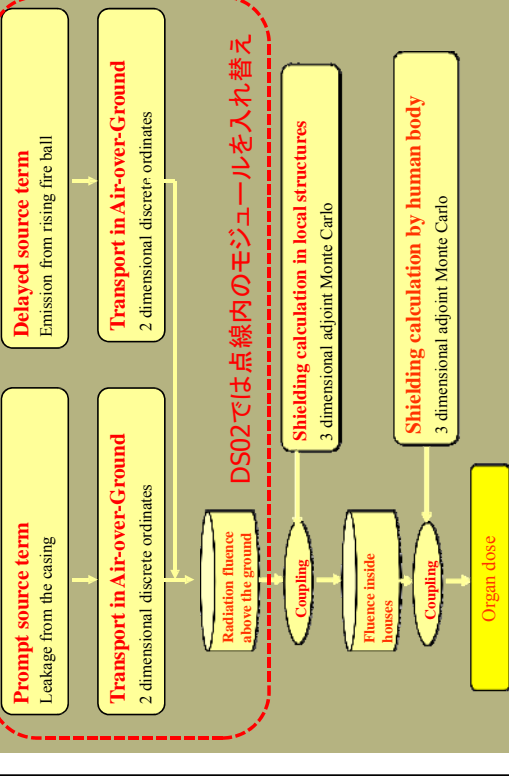 Prompt source term
Leakage from the casing
Delayed source term
Emission from rising fire ball
Transport in Air-over-Ground
2 dimensional discrete ordinates
Transport in Air-over-Ground
2 dimensional discrete ordinates
Radiation fluence
above the ground
DS02では点線内のモジュールを入れ替え
Coupling
Shielding calculation in local structures
3 dimensional adjoint Monte Carlo
Fluence inside
houses
Coupling
Shielding calculation by human body
3 dimensional adjoint Monte Carlo
Organ dose